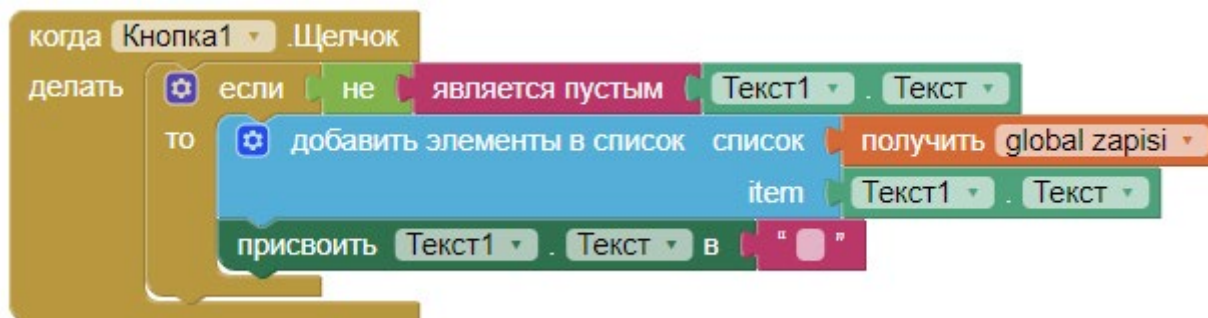 когда Кнопка1 .Щелчок
делать если не является пустым Текст1 . Текст
то добавить элементы в список список получить global zapisi
item Текст1 . Текст
присвоить Текст1 . Текст в " "